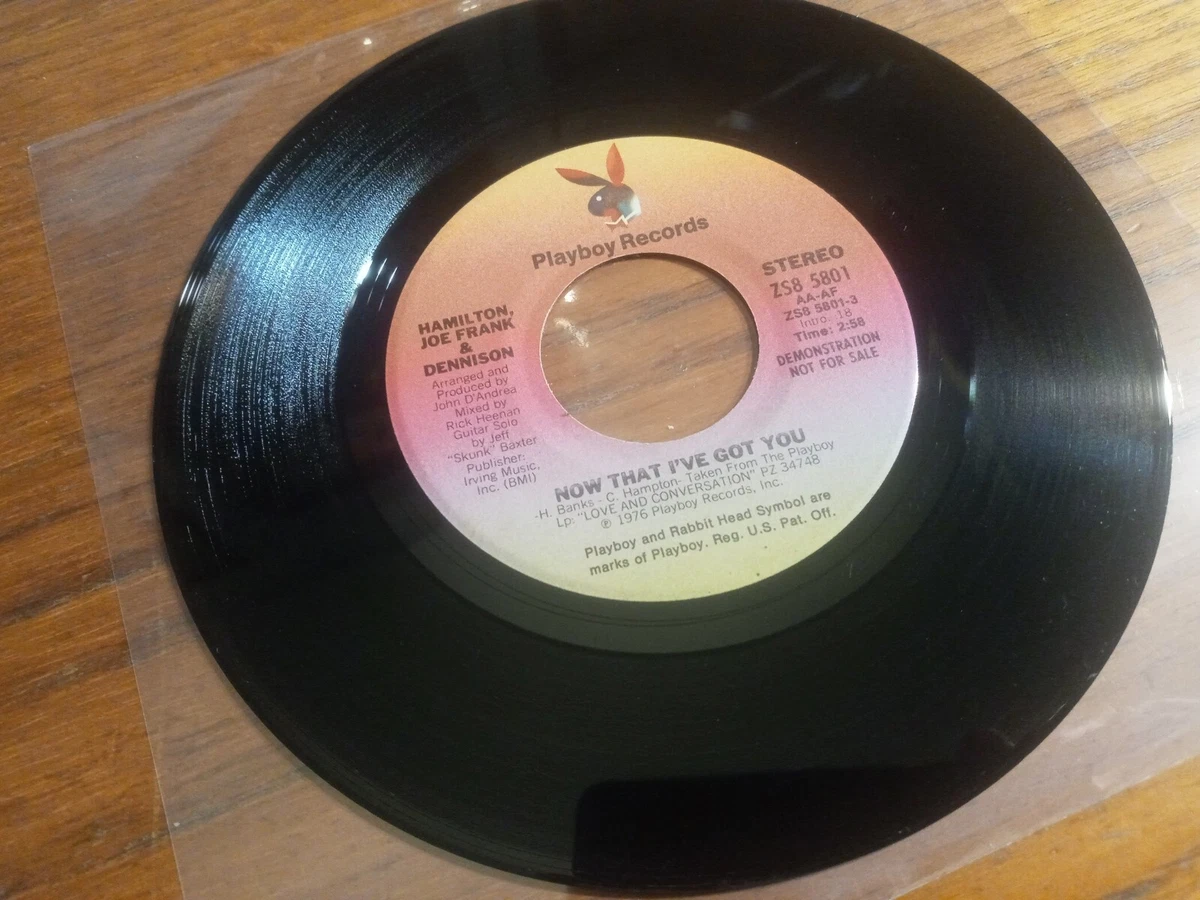 Playboy Records
HAMILTON,
JOE FRANK
&
DENNISON
Arranged and
Produced by
John D'Andrea
Mixed by
Rick Heenan
Guitar Solo
by Jeff
"Skunk" Baxter
Publisher:
Irving Music,
Inc. (BMI)
STEREO
ZS8 5801
AA-AF
ZS8 5801-3
Intro: 18
Time: 2:58
DEMONSTRATION
NOT FOR SALE
NOW THAT I'VE GOT YOU
-H. Banks - C. Hampton- Taken From The Playboy
Lp: "LOVE AND CONVERSATION" PZ 34748
℗ 1976 Playboy Records, Inc.
Playboy and Rabbit Head Symbol are
marks of Playboy. Reg. U.S. Pat. Off.